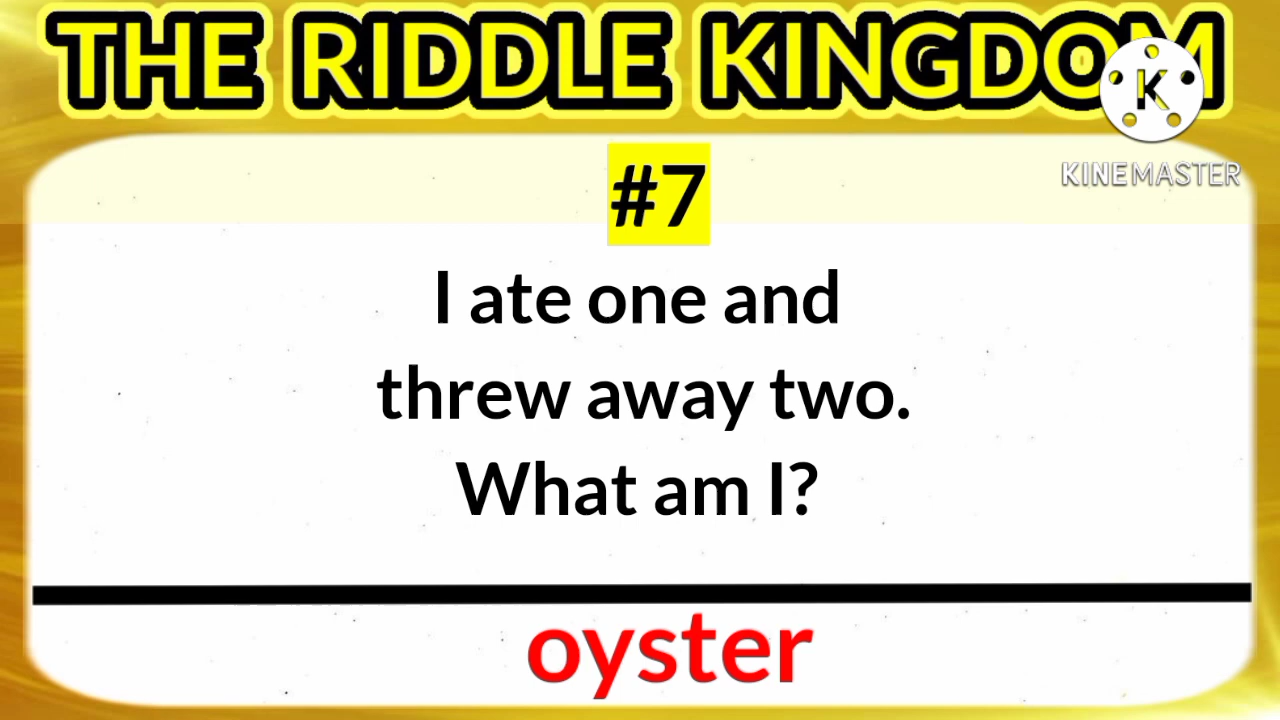 THE RIDDLE KINGDOM
K
KINEMASTER
#7
I ate one and
threw away two.
What am I?
oyster